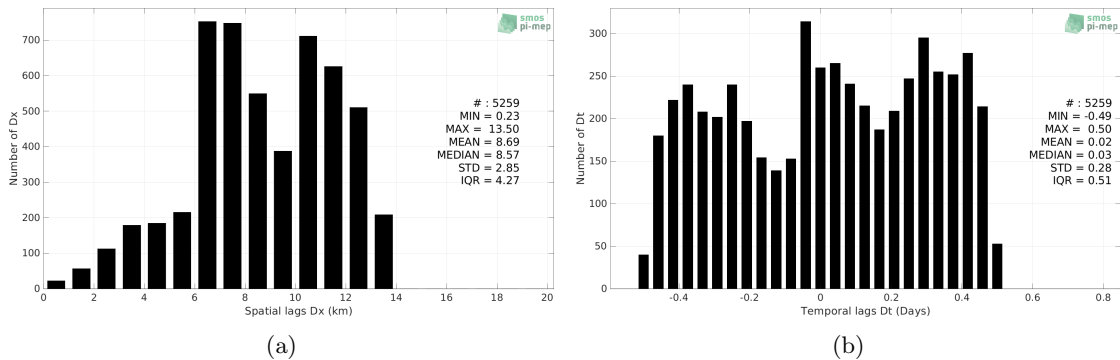 smos
pi-mep
700
600
500
400
300
200
100
0
Number of Dx
# : 5259
MIN = 0.23
MAX = 13.50
MEAN = 8.69
MEDIAN = 8.57
STD = 2.85
IQR = 4.27
0 2 4 6 8 10 12 14 16 18 20
Spatial lags Dx (km)
(a)
smos
pi-mep
300
250
200
150
100
50
0
Number of Dt
# : 5259
MIN = -0.49
MAX = 0.50
MEAN = 0.02
MEDIAN = 0.03
STD = 0.28
IQR = 0.51
-0.4 -0.2 0 0.2 0.4 0.6 0.8
Temporal lags Dt (Days)
(b)